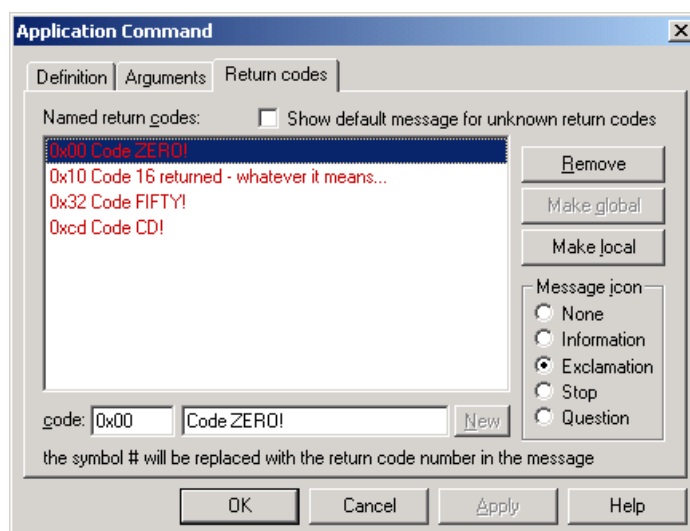 Application Command
Definition Arguments Return codes
Named return codes: Show default message for unknown return codes
0x00 Code ZERO!
0x10 Code 16 returned - whatever it means...
0x32 Code FIFTY!
0xcd Code CD!
Remove
Make global
Make local
Message icon
None
Information
Exclamation
Stop
Question
code: 0x00 Code ZERO! New
the symbol # will be replaced with the return code number in the message
OK Cancel Apply Help